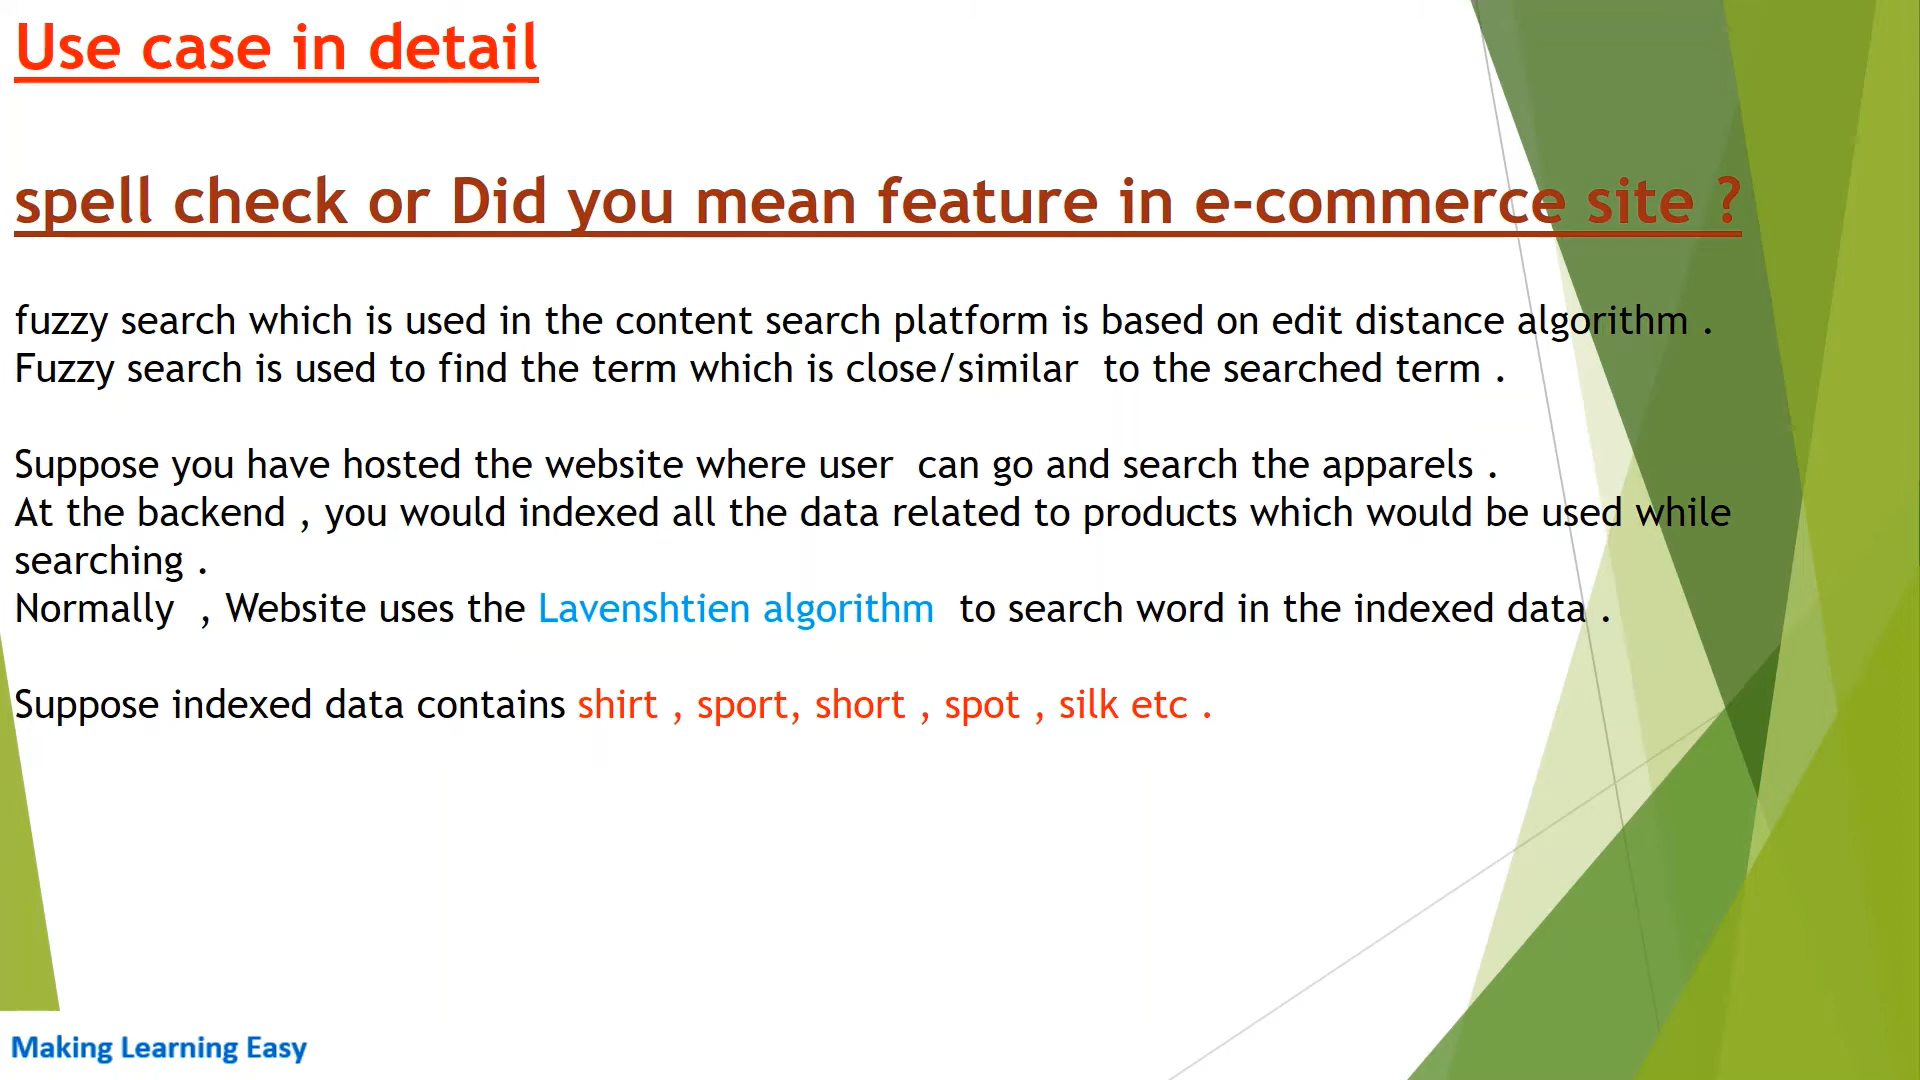 Use case in detail
spell check or Did you mean feature in e-commerce site ?
fuzzy search which is used in the content search platform is based on edit distance algorithm .
Fuzzy search is used to find the term which is close/similar  to the searched term .
Suppose you have hosted the website where user  can go and search the apparels .
At the backend , you would indexed all the data related to products which would be used while
searching .
Normally  , Website uses the Lavenshtien algorithm  to search word in the indexed data .
Suppose indexed data contains shirt , sport, short , spot , silk etc .
Making Learning Easy